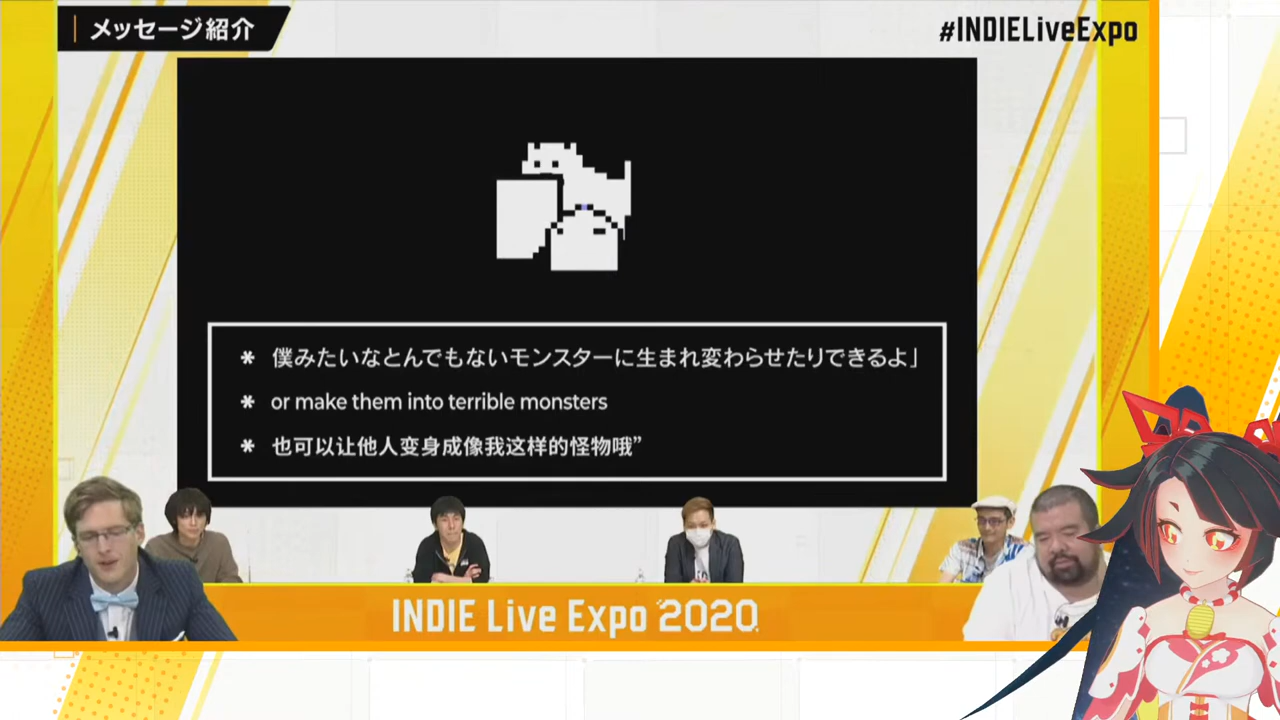 メッセージ紹介
#INDIELiveExpo
* 僕みたいなとんでもないモンスターに生まれ変わらせたりできるよ」
* or make them into terrible monsters
* 也可以让他人变身成像我这样的怪物哦”
INDIE Live Expo 2020